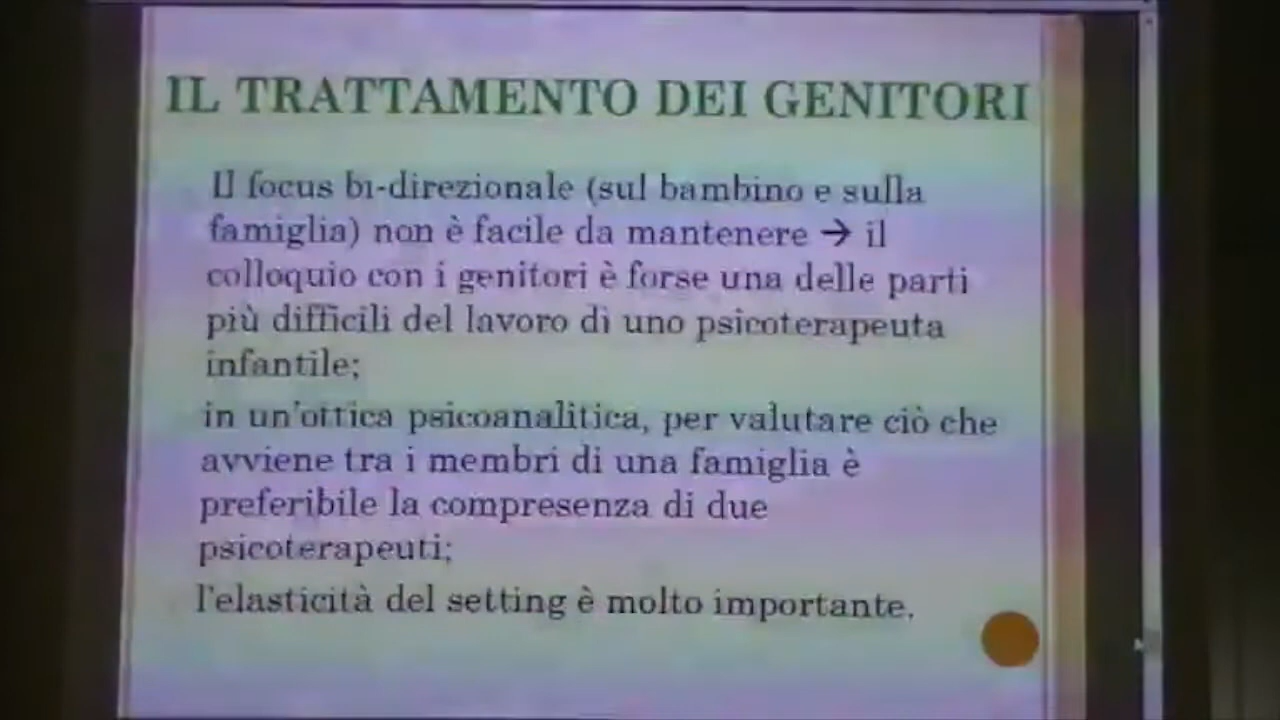 IL TRATTAMENTO DEI GENITORI
Il focus bi-direzionale (sul bambino e sulla
famiglia) non è facile da mantenere → il
colloquio con i genitori è forse una delle parti
più difficili del lavoro di uno psicoterapeuta
infantile;
in un'ottica psicoanalitica, per valutare ciò che
avviene tra i membri di una famiglia è
preferibile la compresenza di due
psicoterapeuti;
l'elasticità del setting è molto importante.